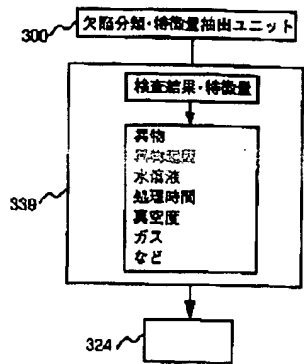 300
欠陥分類・特徴量抽出ユニット
検査結果・特徴量
異物
水溶液
処理時間
真空度
ガス
など
338
324